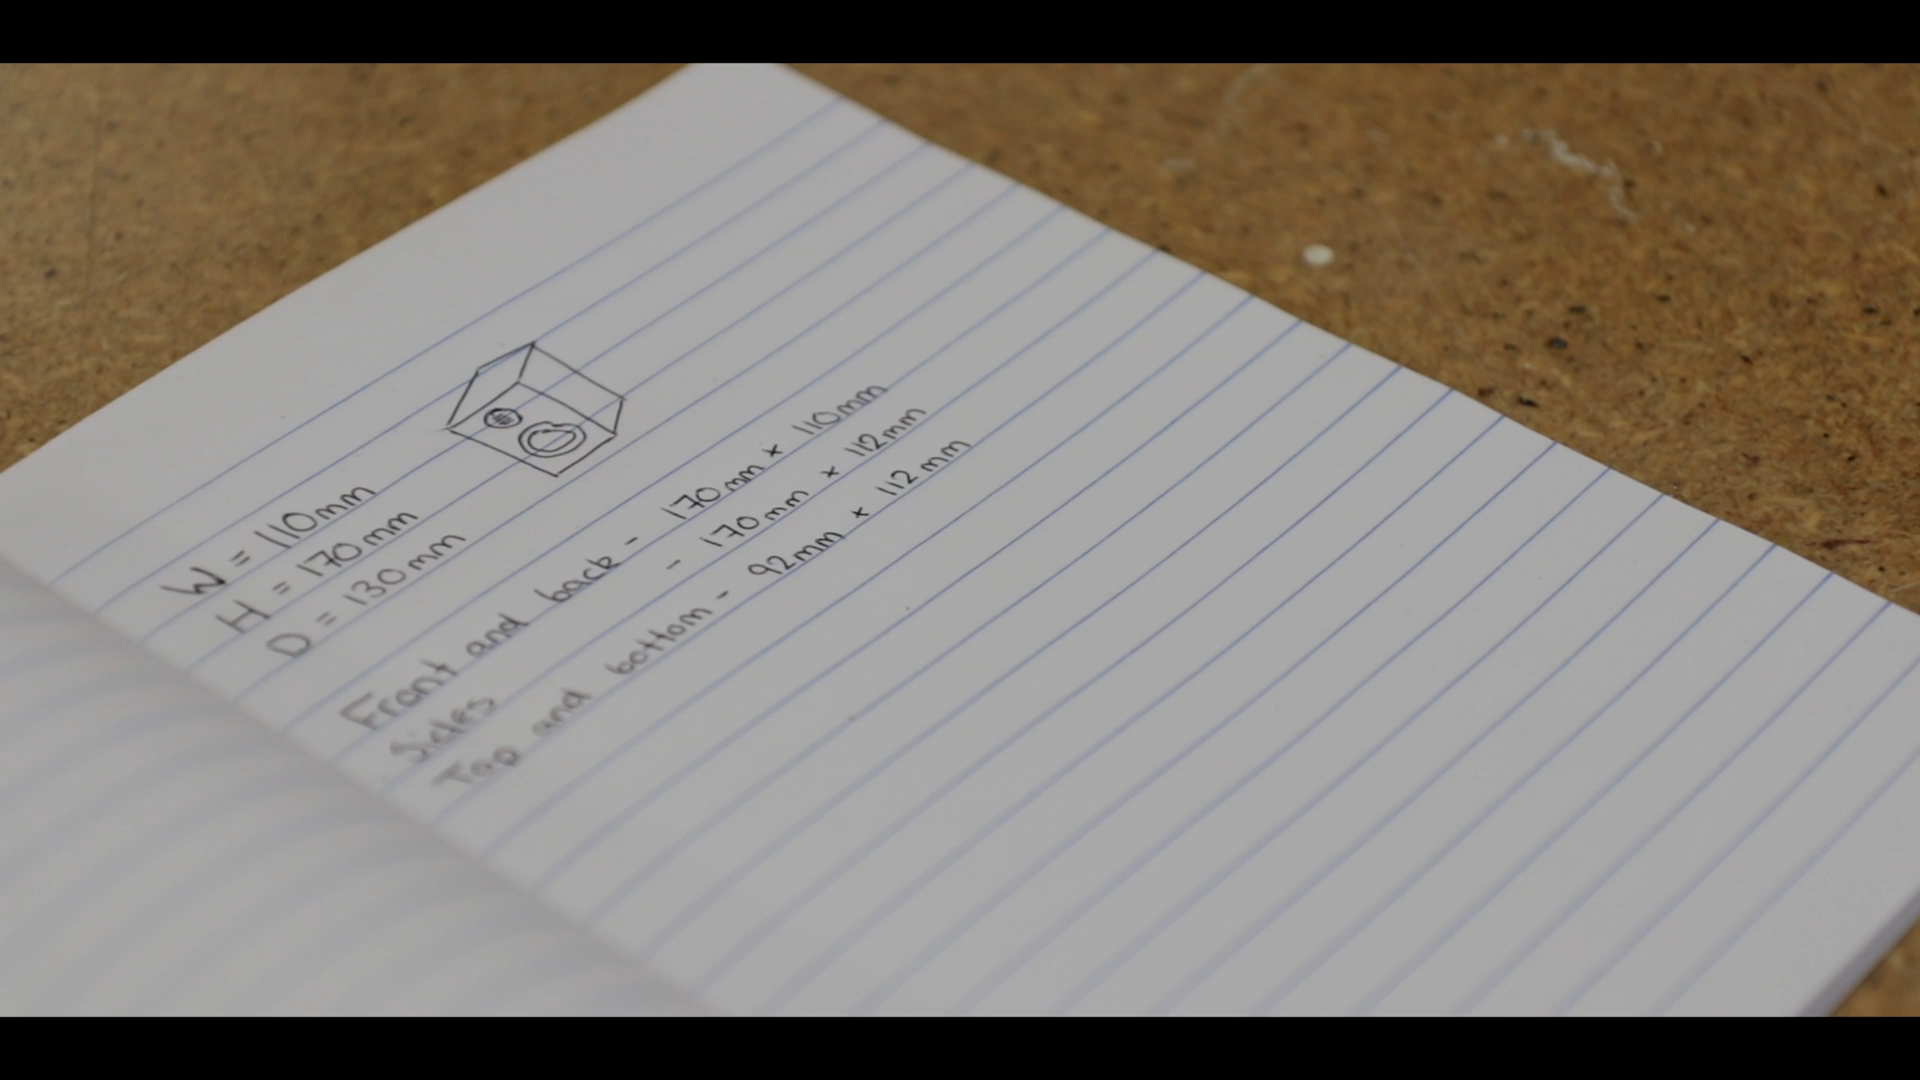 W = 110mm
H = 170mm
D = 130mm
Front and back - 170mm x 110mm
Sides - 170mm x 112mm
Top and bottom - 92mm x 112mm